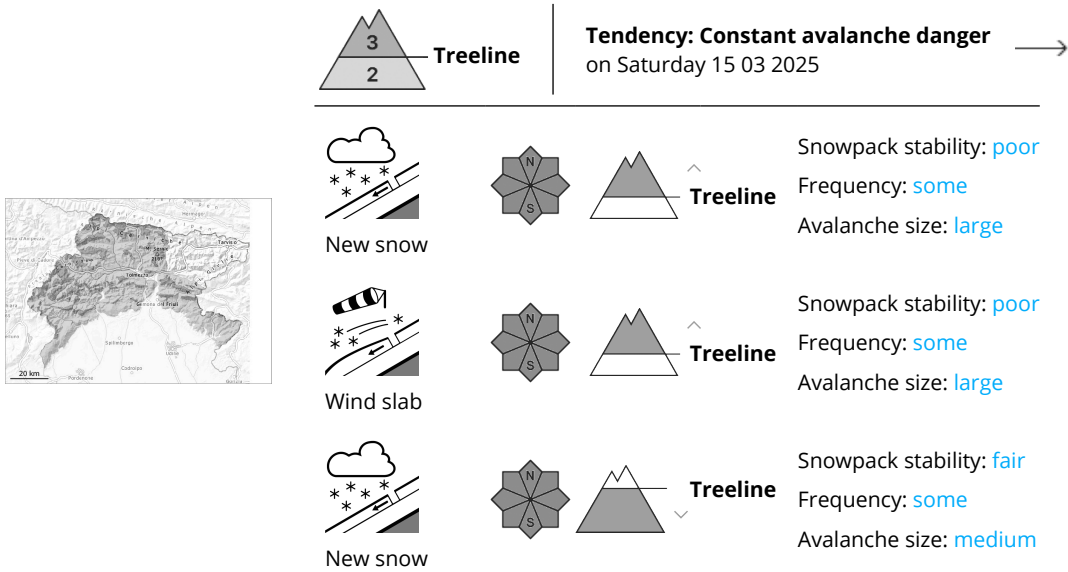 3
2
Treeline
Tendency: Constant avalanche danger
on Saturday 15 03 2025
N
S
Treeline
Snowpack stability: poor
Frequency: some
Avalanche size: large
New snow
Tarvisio
Tolmezzo
Gemona del Friuli
Spilimbergo
Udine
Codroipo
Pordenone
20 km
N
S
Treeline
Snowpack stability: poor
Frequency: some
Avalanche size: large
Wind slab
N
S
Treeline
Snowpack stability: fair
Frequency: some
Avalanche size: medium
New snow